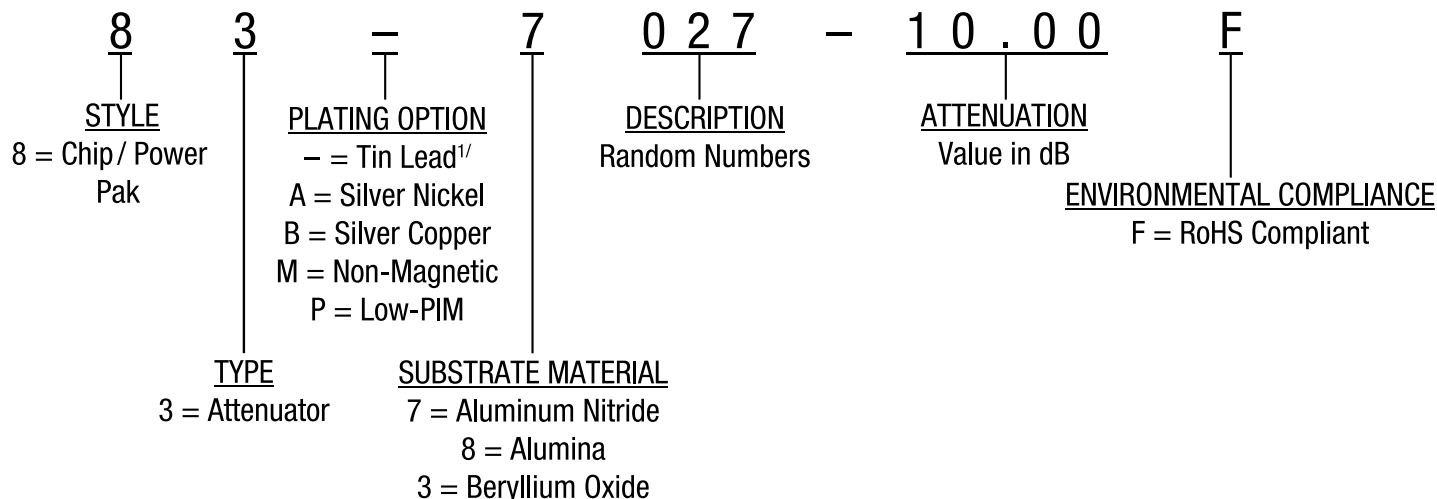 8 3 – 7 0 2 7 – 1 0 . 0 0 F
STYLE
8 = Chip / Power
Pak
PLATING OPTION
– = Tin Lead1/
A = Silver Nickel
B = Silver Copper
M = Non-Magnetic
P = Low-PIM
DESCRIPTION
Random Numbers
ATTENUATION
Value in dB
ENVIRONMENTAL COMPLIANCE
F = RoHS Compliant
TYPE
3 = Attenuator
SUBSTRATE MATERIAL
7 = Aluminum Nitride
8 = Alumina
3 = Beryllium Oxide